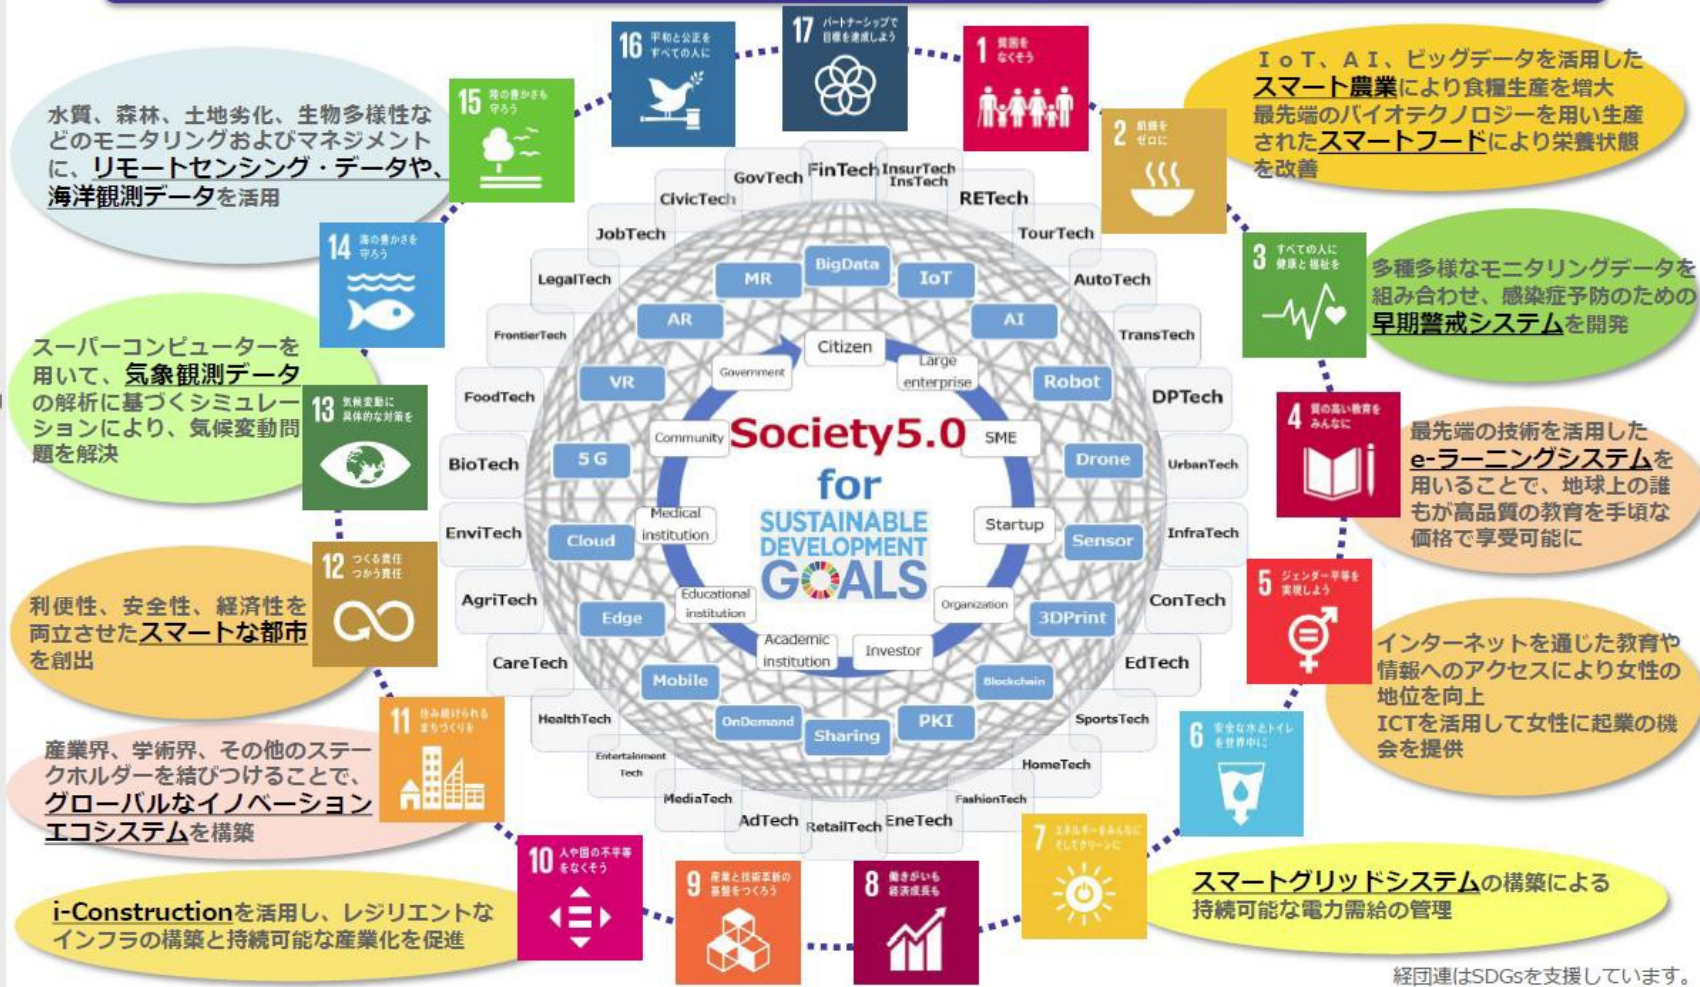 17 パートナーシップで
目標を達成しよう
16 平和と公正を
すべての人に
1 貧困を
なくそう
15 陸の豊かさも
守ろう
2 飢餓を
ゼロに
IoT、AI、ビッグデータを活用した
スマート農業により食糧生産を増大
最先端のバイオテクノロジーを用い生産
されたスマートフードにより栄養状態
を改善
水質、森林、土地劣化、生物多様性な
どのモニタリングおよびマネジメント
に、リモートセンシング・データや、
海洋観測データを活用
14 海の豊かさを
守ろう
3 すべての人に
健康と福祉を
多種多様なモニタリングデータを
組み合わせ、感染症予防のための
早期警戒システムを開発
スーパーコンピューターを
用いて、気象観測データ
の解析に基づくシミュレー
ションにより、気候変動問
題を解決
13 気候変動に
具体的な対策を
4 質の高い教育を
みんなに
最先端の技術を活用した
e-ラーニングシステムを
用いることで、地球上の誰
もが高品質の教育を手頃な
価格で享受可能に
12 つくる責任
つかう責任
5 ジェンダー平等を
実現しよう
利便性、安全性、経済性を
両立させたスマートな都市
を創出
インターネットを通じた教育や
情報へのアクセスにより女性の
地位を向上
ICTを活用して女性に起業の機
会を提供
11 住み続けられる
まちづくりを
6 安全な水とトイレ
を世界中に
産業界、学術界、その他のステー
クホルダーを結びつけることで、
グローバルなイノベーション
エコシステムを構築
10 人や国の不平等
をなくそう
9 産業と技術革新の
基盤をつくろう
8 働きがいも
経済成長も
7 エネルギーをみんなに
そしてクリーンに
i-Constructionを活用し、レジリエントな
インフラの構築と持続可能な産業化を促進
スマートグリッドシステムの構築による
持続可能な電力需給の管理
FinTech
InsurTech
InsTech
RETech
TourTech
AutoTech
TransTech
DPTech
UrbanTech
InfraTech
ConTech
EdTech
SportsTech
HomeTech
FashionTech
EneTech
RetailTech
AdTech
MediaTech
Entertainment
Tech
HealthTech
CareTech
AgriTech
EnviTech
BioTech
FoodTech
FrontierTech
LegalTech
JobTech
CivicTech
GovTech
BigData
IoT
AI
Robot
Drone
Sensor
3DPrint
Blockchain
PKI
Sharing
OnDemand
Mobile
Edge
Cloud
5G
VR
AR
MR
Citizen
Large
enterprise
SME
Startup
Organization
Investor
Academic
institution
Educational
institution
Medical
institution
Community
Government
Society5.0
for
SUSTAINABLE
DEVELOPMENT
GOALS
経団連はSDGsを支援しています。